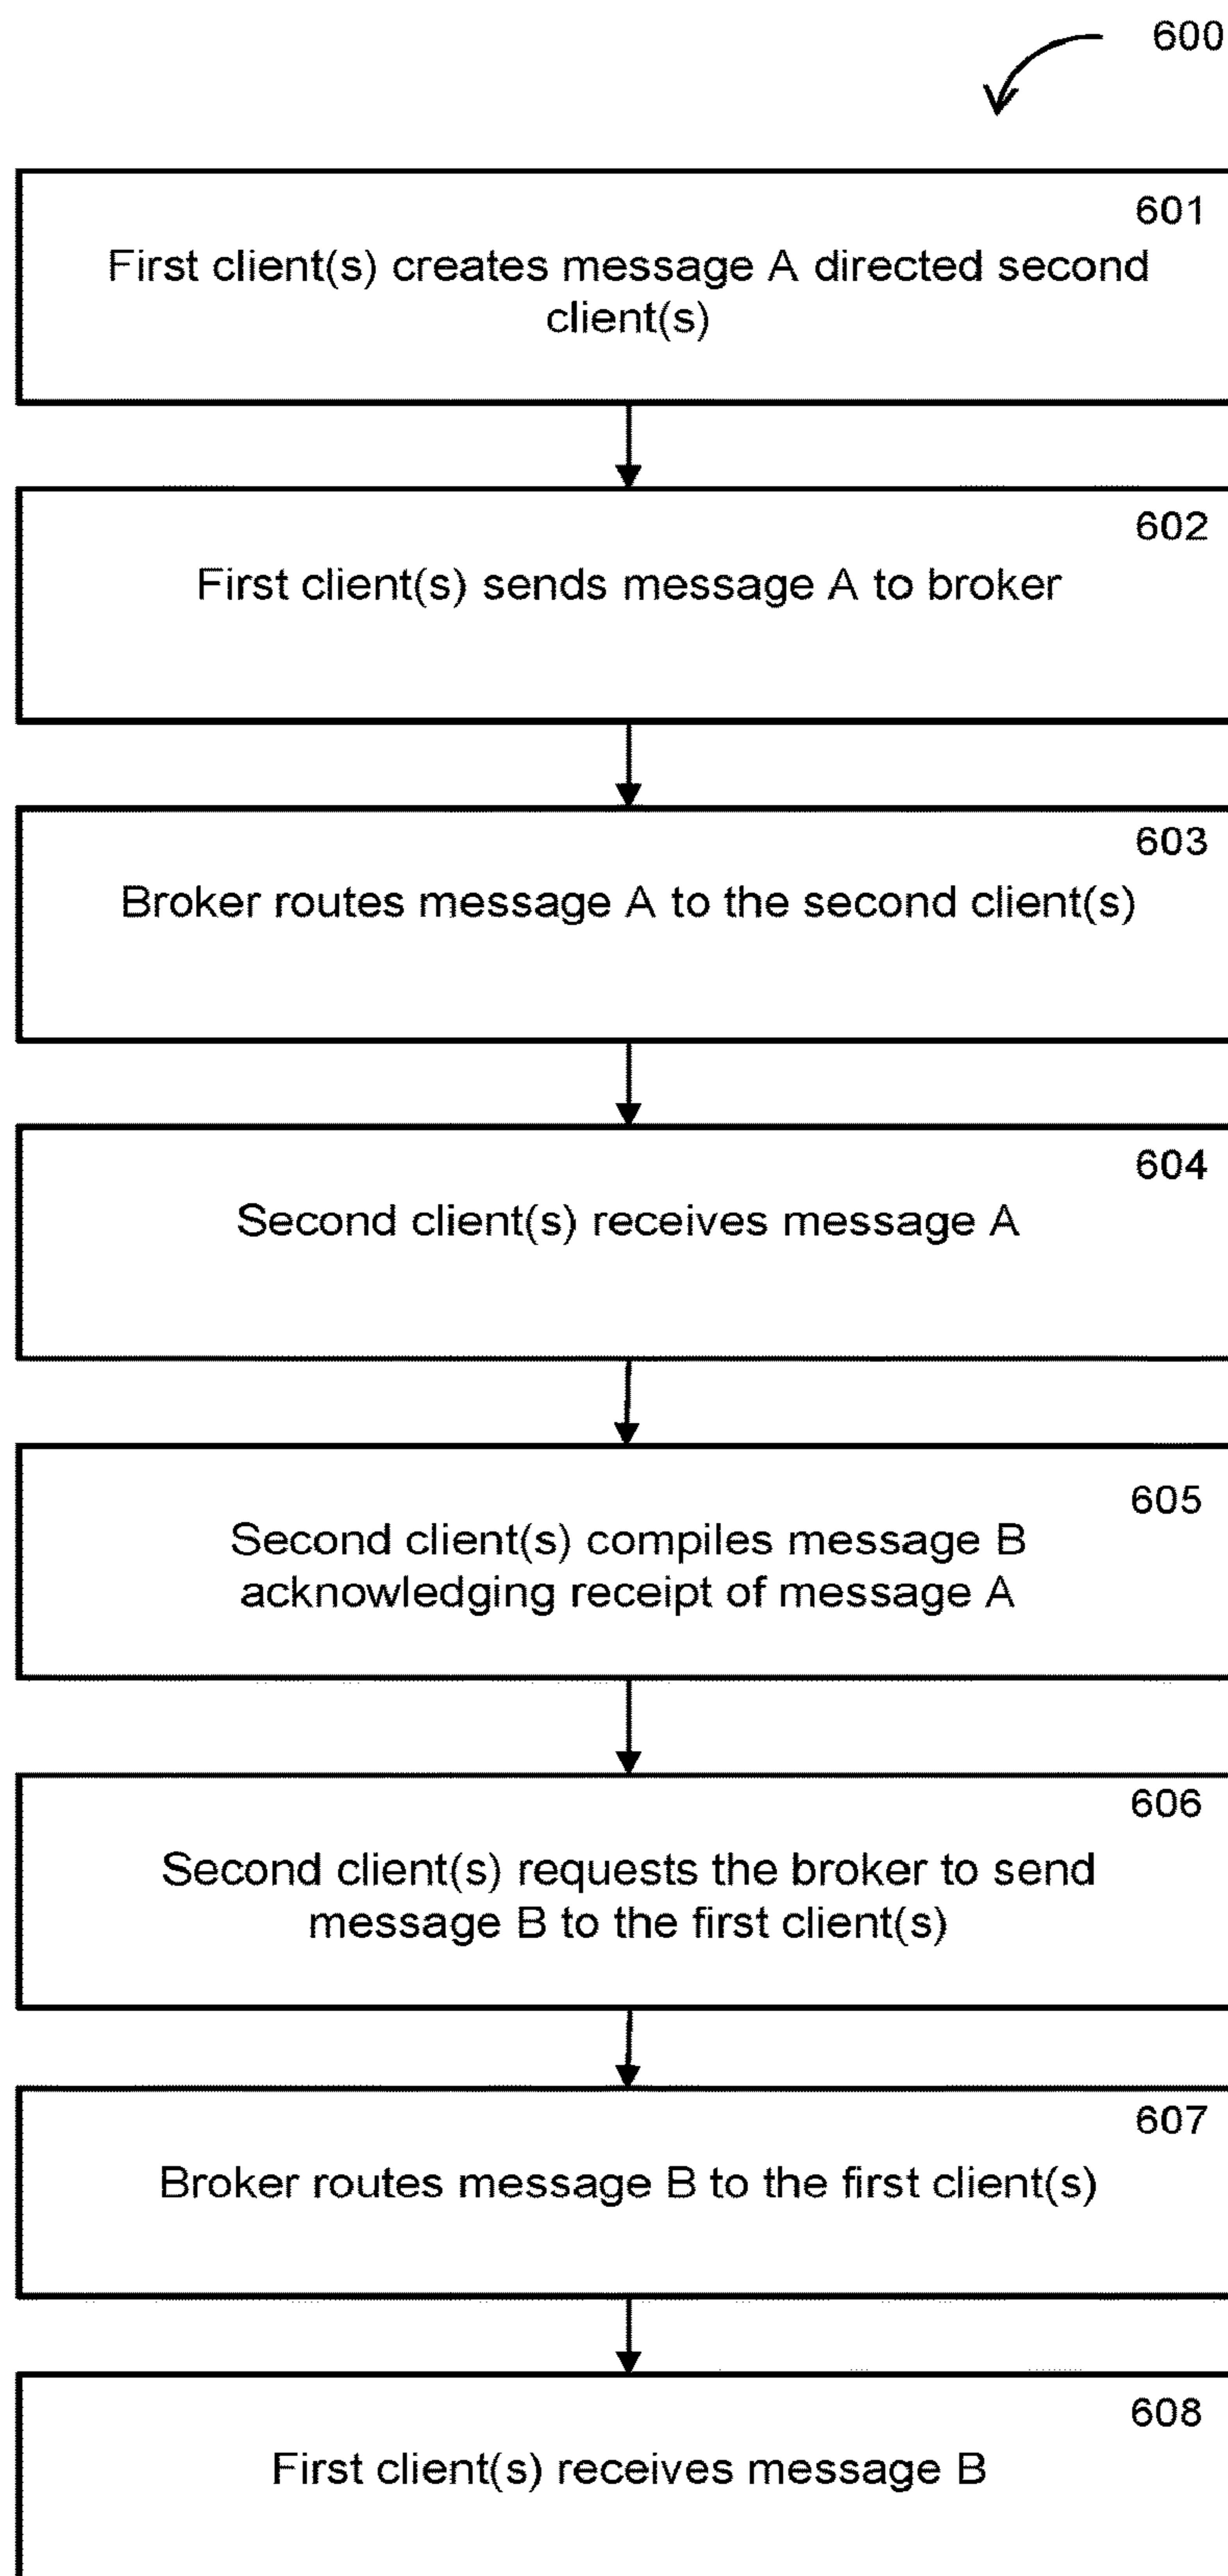 600
601
First client(s) creates message A directed second
client(s)
602
First client(s) sends message A to broker
603
Broker routes message A to the second client(s)
604
Second client(s) receives message A
605
Second client(s) compiles message B
acknowledging receipt of message A
606
Second client(s) requests the broker to send
message B to the first client(s)
607
Broker routes message B to the first client(s)
608
First client(s) receives message B